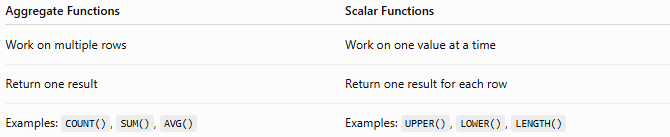 Aggregate Functions Scalar Functions
Work on multiple rows Work on one value at a time
Return one result Return one result for each row
Examples: COUNT(), SUM(), AVG() Examples: UPPER(), LOWER(), LENGTH()